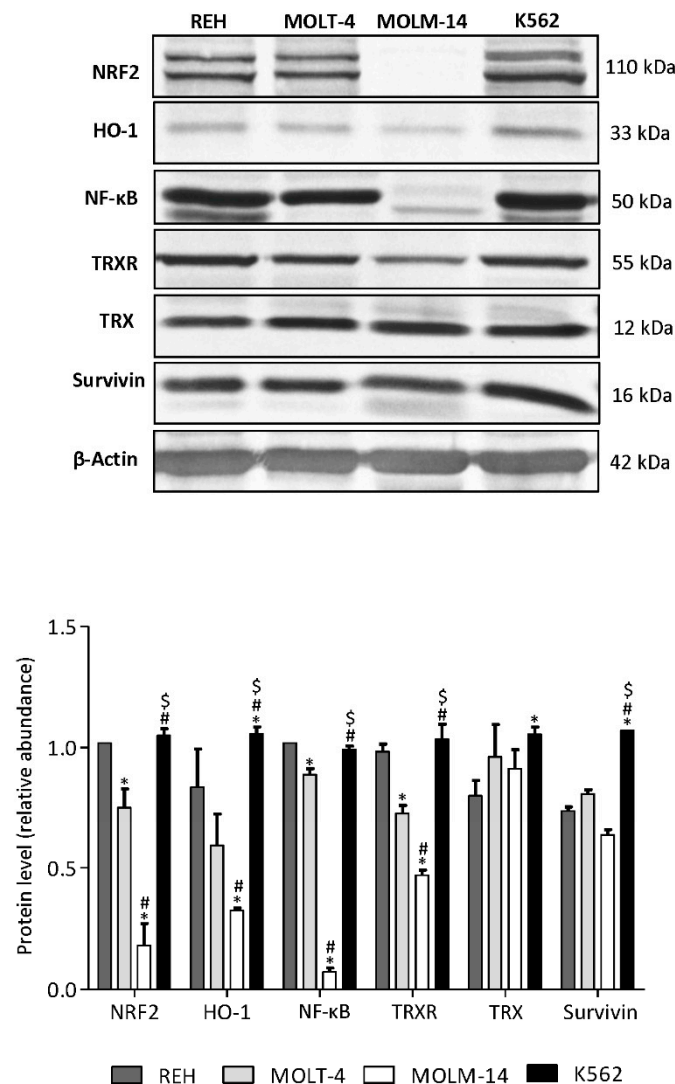 REH MOLT-4 MOLM-14 K562
NRF2 110 kDa
HO-1 33 kDa
NF-κB 50 kDa
TRXR 55 kDa
TRX 12 kDa
Survivin 16 kDa
β-Actin 42 kDa
Protein level (relative abundance)
1.5
1.0
0.5
0.0
*
#
*
$
#
#
*
$
#
*
*
#
*
$
#
*
#
*
$
#
*
$
#
*
NRF2 HO-1 NF-κB TRXR TRX Survivin
REH MOLT-4 MOLM-14 K562